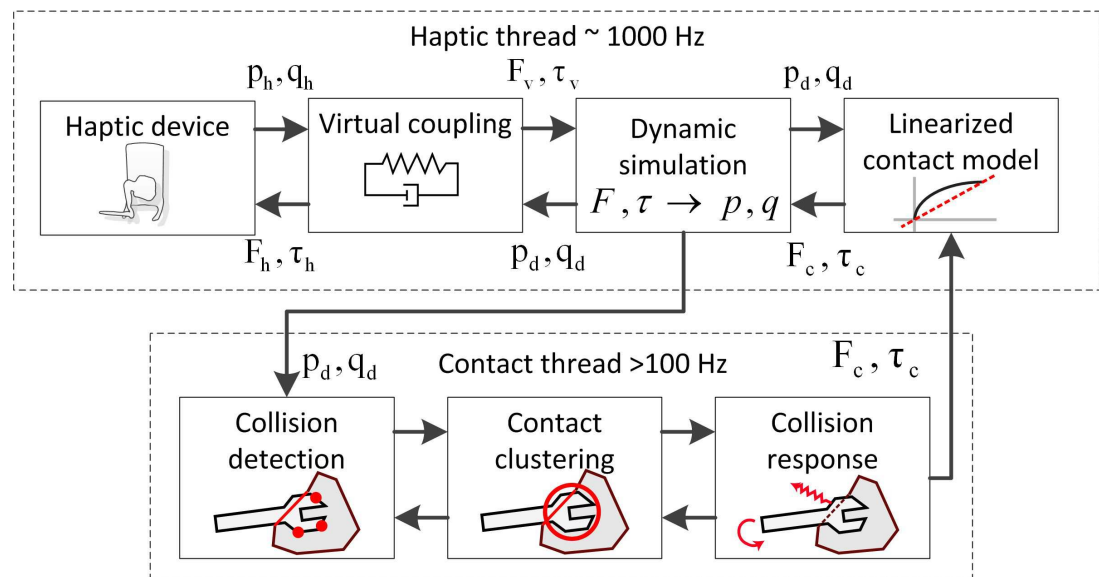 Haptic thread ~ 1000 Hz
p_h, q_h
F_v, τ_v
p_d, q_d
Haptic device
Virtual coupling
Dynamic
simulation
F, τ → p, q
Linearized
contact model
F_h, τ_h
p_d, q_d
F_c, τ_c
p_d, q_d
Contact thread >100 Hz
F_c, τ_c
Collision
detection
Contact
clustering
Collision
response